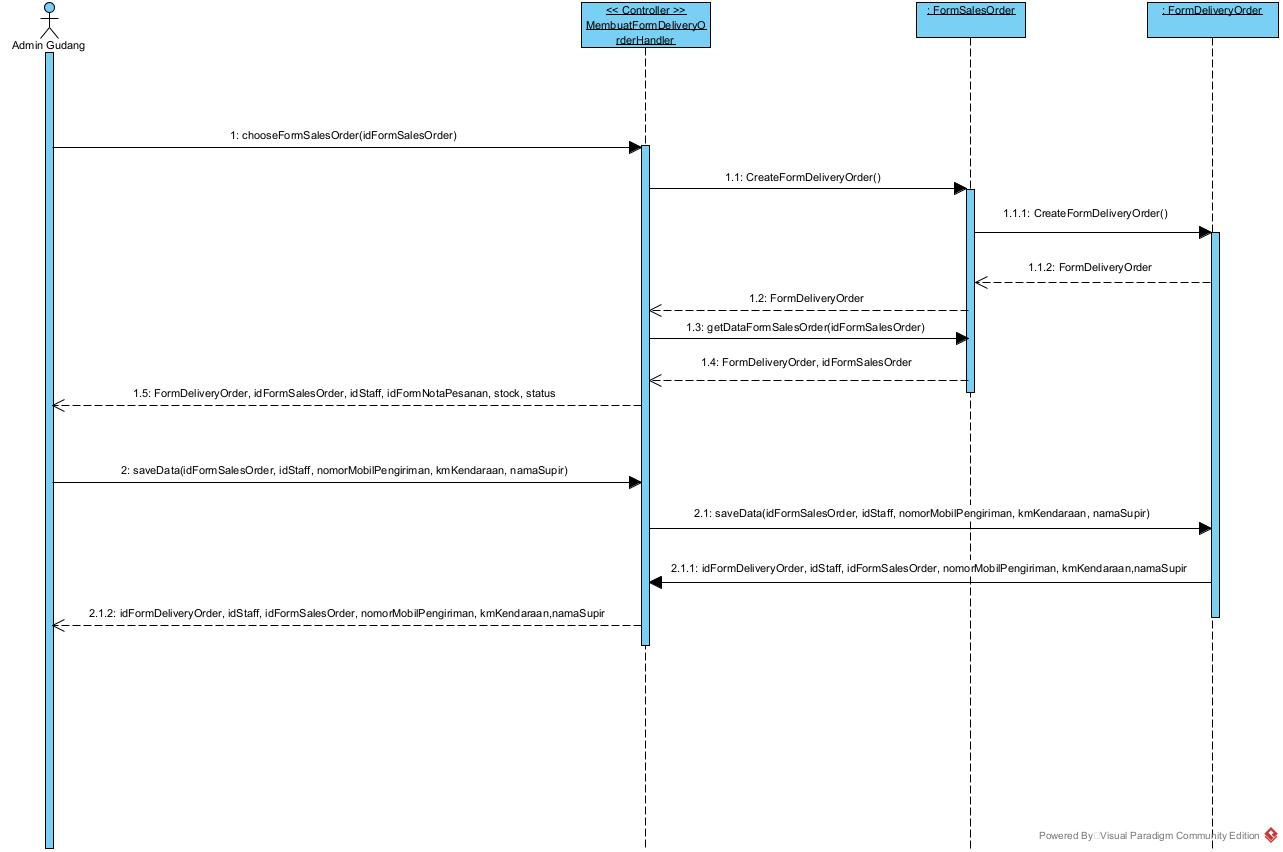 << Controller >>
MembuatFormDeliveryO
rderHandler
: FormSalesOrder
: FormDeliveryOrder
Admin Gudang
1: chooseFormSalesOrder(idFormSalesOrder)
1.1: CreateFormDeliveryOrder()
1.1.1: CreateFormDeliveryOrder()
1.1.2: FormDeliveryOrder
1.2: FormDeliveryOrder
1.3: getDataFormSalesOrder(idFormSalesOrder)
1.4: FormDeliveryOrder, idFormSalesOrder
1.5: FormDeliveryOrder, idFormSalesOrder, idStaff, idFormNotaPesanan, stock, status
2: saveData(idFormSalesOrder, idStaff, nomorMobilPengiriman, kmKendaraan, namaSupir)
2.1: saveData(idFormSalesOrder, idStaff, nomorMobilPengiriman, kmKendaraan, namaSupir)
2.1.1: idFormDeliveryOrder, idStaff, idFormSalesOrder, nomorMobilPengiriman, kmKendaraan,namaSupir
2.1.2: idFormDeliveryOrder, idStaff, idFormSalesOrder, nomorMobilPengiriman, kmKendaraan,namaSupir
Powered By Visual Paradigm Community Edition